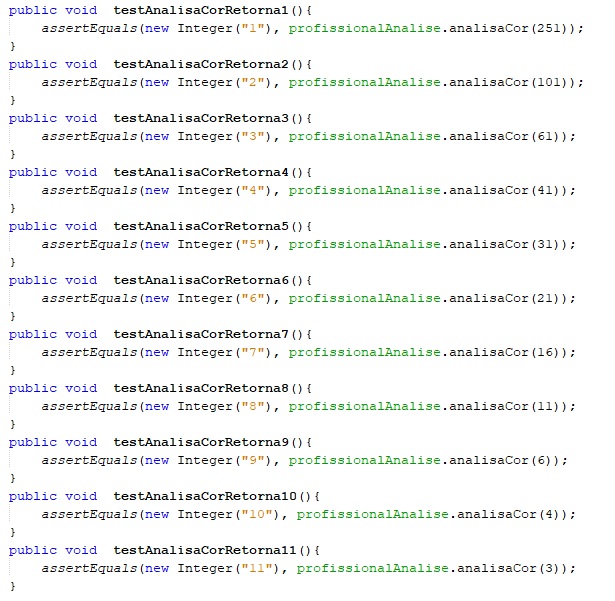 public void  testAnalisaCorRetorna1(){
    assertEquals(new Integer("1"), profissionalAnalise.analisaCor(251));
}
public void  testAnalisaCorRetorna2(){
    assertEquals(new Integer("2"), profissionalAnalise.analisaCor(101));
}
public void  testAnalisaCorRetorna3(){
    assertEquals(new Integer("3"), profissionalAnalise.analisaCor(61));
}
public void  testAnalisaCorRetorna4(){
    assertEquals(new Integer("4"), profissionalAnalise.analisaCor(41));
}
public void  testAnalisaCorRetorna5(){
    assertEquals(new Integer("5"), profissionalAnalise.analisaCor(31));
}
public void  testAnalisaCorRetorna6(){
    assertEquals(new Integer("6"), profissionalAnalise.analisaCor(21));
}
public void  testAnalisaCorRetorna7(){
    assertEquals(new Integer("7"), profissionalAnalise.analisaCor(16));
}
public void  testAnalisaCorRetorna8(){
    assertEquals(new Integer("8"), profissionalAnalise.analisaCor(11));
}
public void  testAnalisaCorRetorna9(){
    assertEquals(new Integer("9"), profissionalAnalise.analisaCor(6));
}
public void  testAnalisaCorRetorna10(){
    assertEquals(new Integer("10"), profissionalAnalise.analisaCor(4));
}
public void  testAnalisaCorRetorna11(){
    assertEquals(new Integer("11"), profissionalAnalise.analisaCor(3));
}